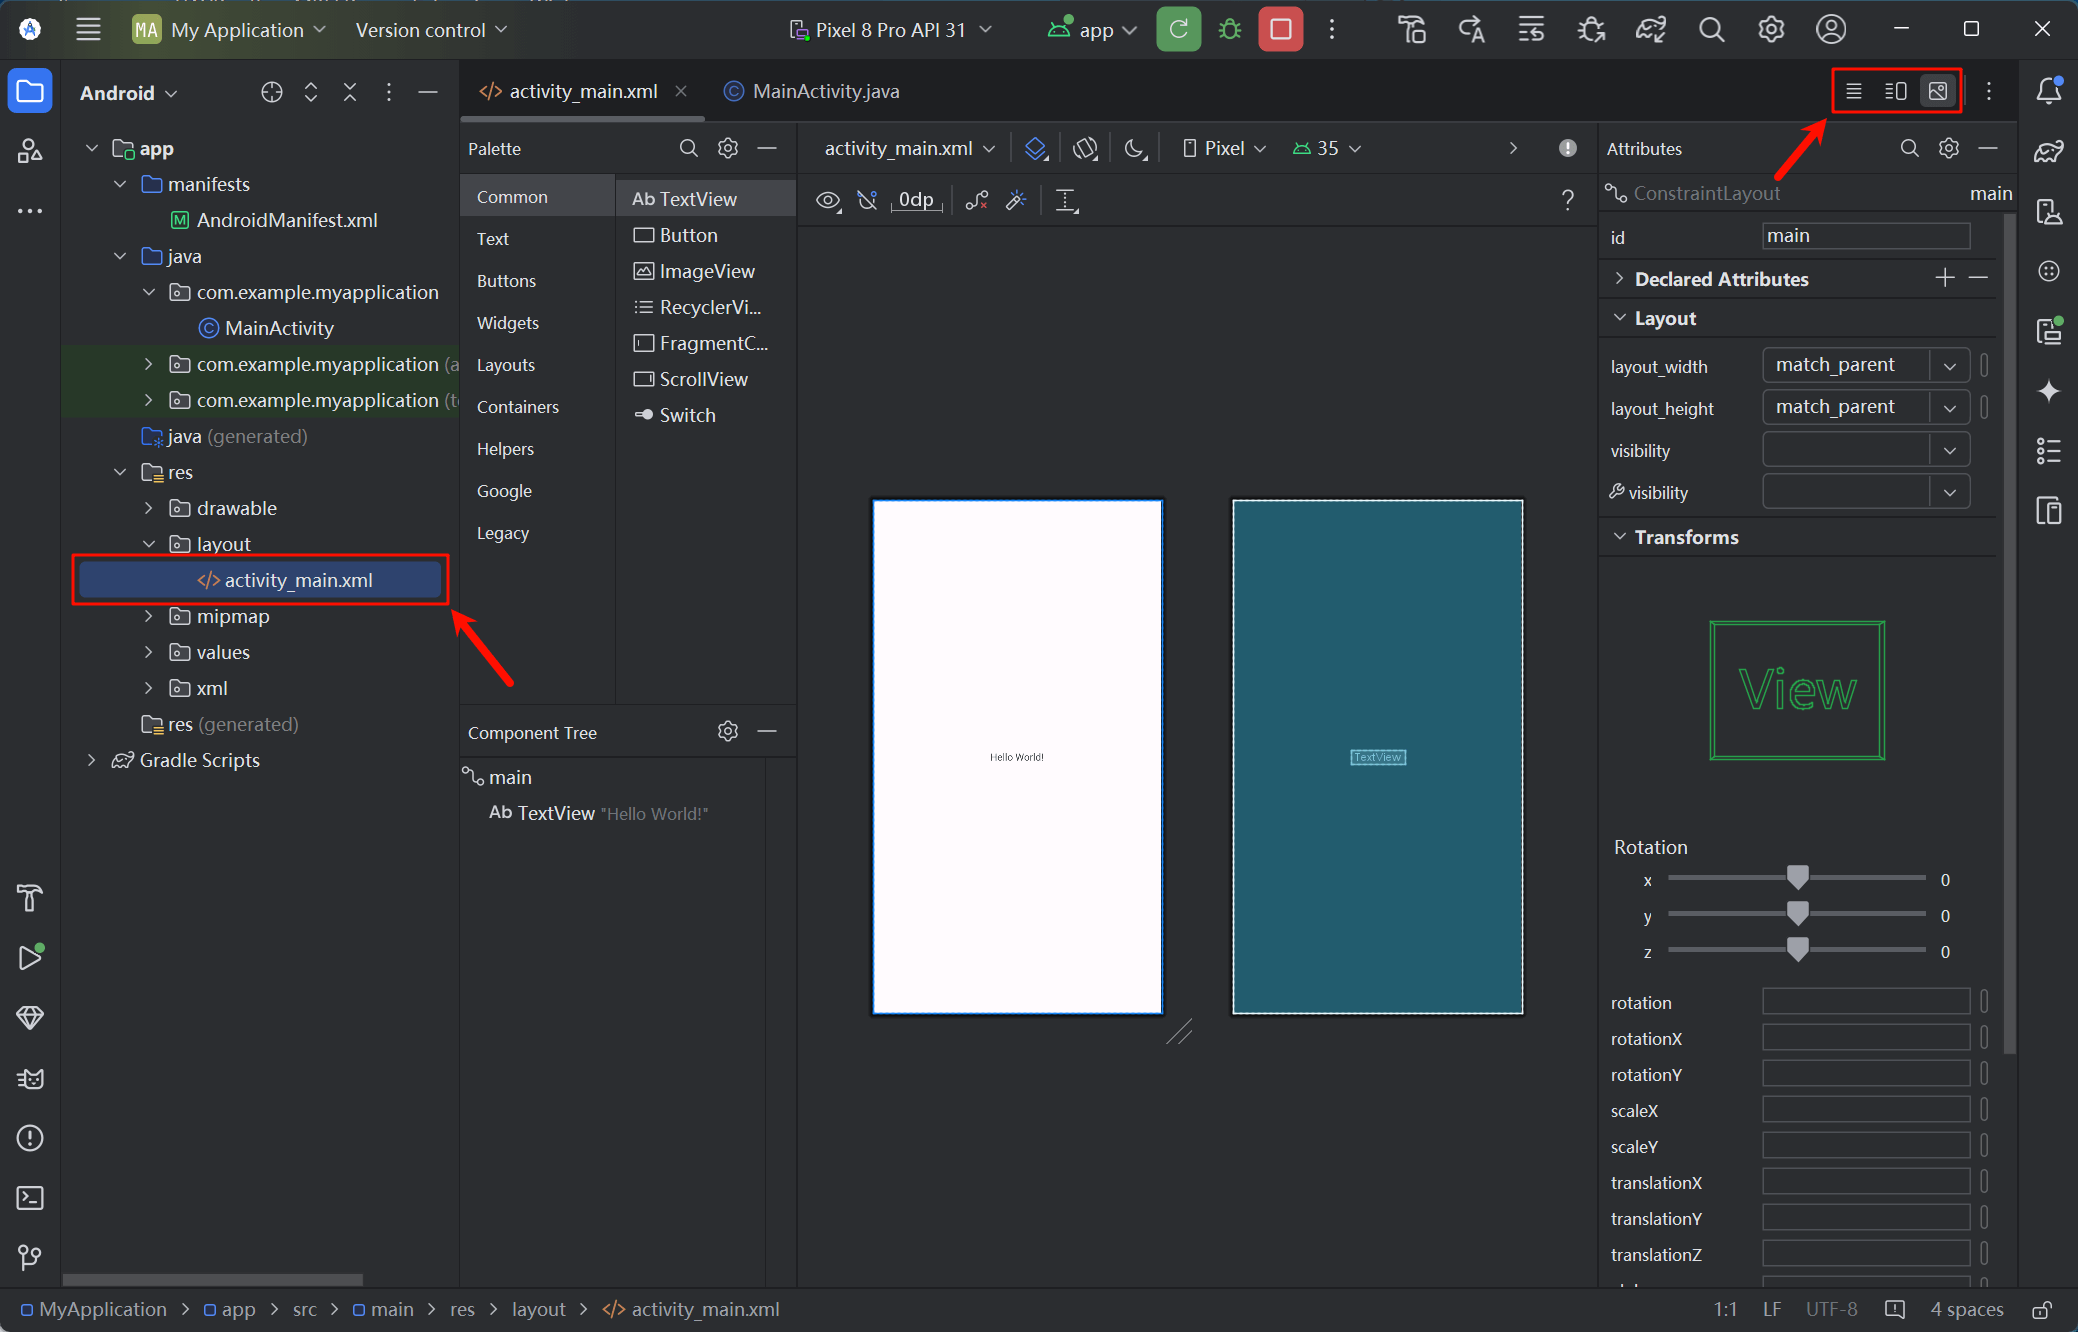 MA My Application Version control Pixel 8 Pro API 31 app
Android
activity_main.xml MainActivity.java
app
manifests
AndroidManifest.xml
java
com.example.myapplication
MainActivity
com.example.myapplication (a
com.example.myapplication (t
java (generated)
res
drawable
layout
activity_main.xml
mipmap
values
xml
res (generated)
Gradle Scripts
Palette
Common
Text
Buttons
Widgets
Layouts
Containers
Helpers
Google
Legacy
Ab TextView
Button
ImageView
RecyclerVi...
FragmentC...
ScrollView
Switch
Component Tree
main
Ab TextView "Hello World!"
activity_main.xml Pixel 35
0dp ?
Hello World!
TextView
Attributes
ConstraintLayout main
id main
Declared Attributes
Layout
layout_width match_parent
layout_height match_parent
visibility
visibility
Transforms
View
Rotation
x 0
y 0
z 0
rotation
rotationX
rotationY
scaleX
scaleY
translationX
translationY
translationZ
MyApplication > app > src > main > res > layout > activity_main.xml 1:1 LF UTF-8 4 spaces